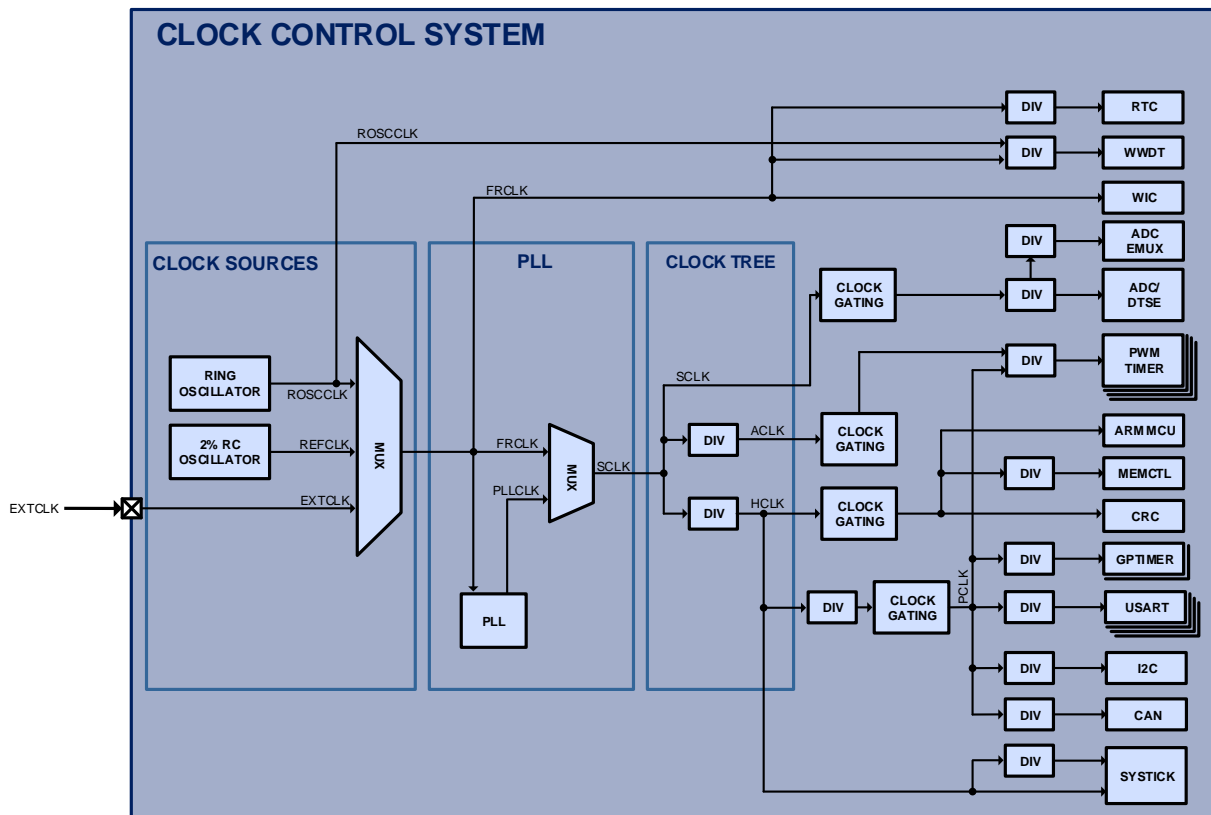 CLOCK CONTROL SYSTEM
DIV
RTC
ROSCCLK
DIV
WWDT
FRCLK
WIC
CLOCK SOURCES
PLL
CLOCK TREE
DIV
ADC
EMUX
CLOCK
GATING
DIV
ADC/
DTSE
RING
OSCILLATOR
ROSCCLK
SCLK
DIV
PWM
TIMER
2% RC
OSCILLATOR
REFCLK
MUX
FRCLK
MUX
SCLK
DIV
ACLK
CLOCK
GATING
ARM MCU
DIV
MEMCTL
EXTCLK
EXTCLK
PLLCLK
DIV
HCLK
CLOCK
GATING
CRC
DIV
GPTIMER
PLL
DIV
CLOCK
GATING
PCLK
DIV
USART
DIV
I2C
DIV
CAN
DIV
SYSTICK